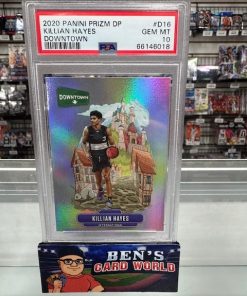 2020 PANINI PRIZM DP
#D16
KILLIAN HAYES
GEM MT
DOWNTOWN
10
PSA
66146018
DOWNTOWN
KILLIAN HAYES
INTERNATIONAL
BEN'S
CARD WORLD